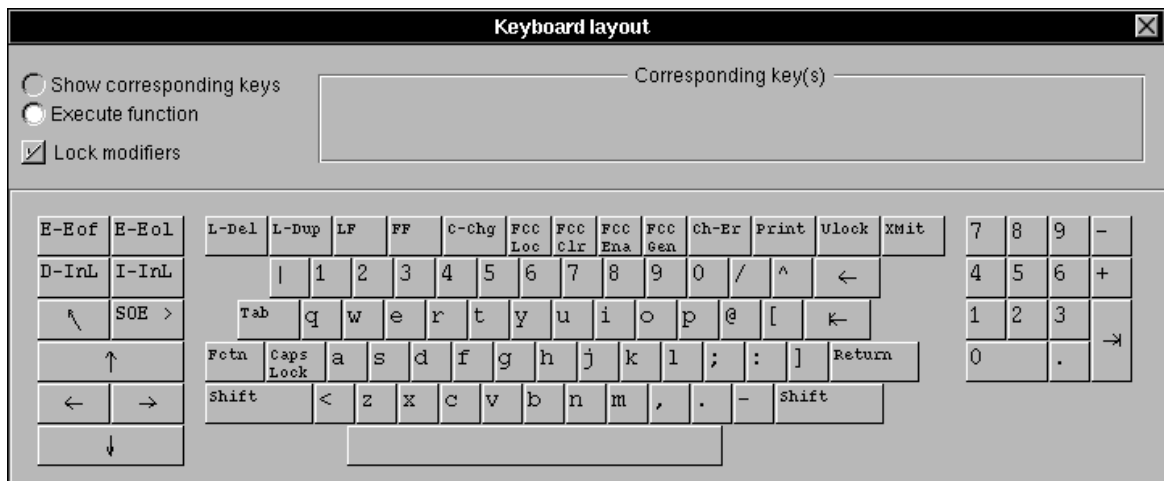 Keyboard layout
Show corresponding keys
Execute function
Lock modifiers
Corresponding key(s)
E-Eof E-Eol L-Del L-Dup LF FF C-Chg FCC Loc FCC Clr FCC Ena FCC Gen Ch-Er Print Ulock XMit 7 8 9 -
D-InL I-InL | 1 2 3 4 5 6 7 8 9 0 / ^ ← 4 5 6 +
↖ SOE > Tab q w e r t y u i o p @ [ ⇤ 1 2 3 ⇥
↑ Fctn Caps Lock a s d f g h j k l ; : ] Return 0 .
← → Shift < z x c v b n m , . - Shift
↓